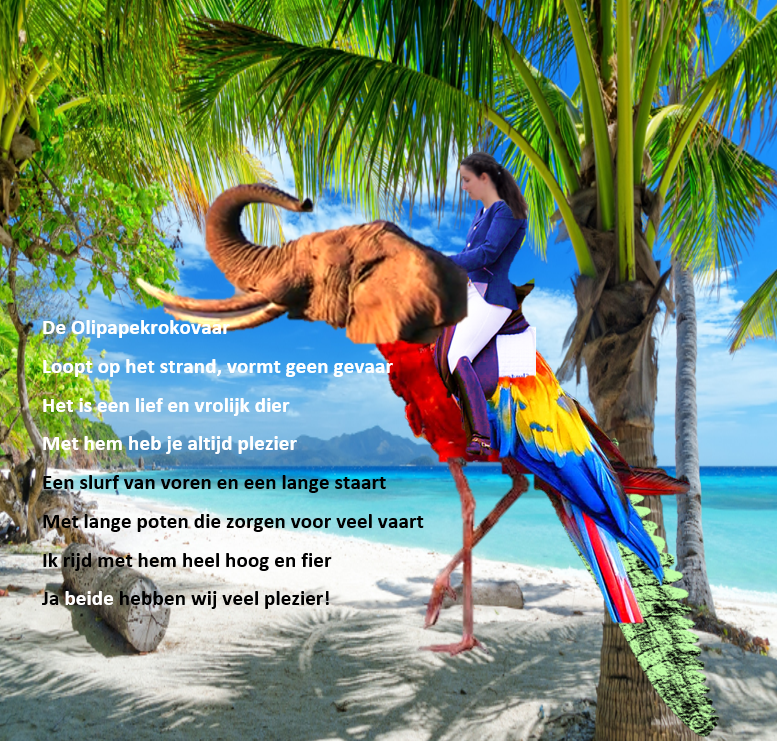 De Olipapekrokovaar
Loopt op het strand, vormt geen gevaar
Het is een lief en vrolijk dier
Met hem heb je altijd plezier
Een slurf van voren en een lange staart
Met lange poten die zorgen voor veel vaart
Ik rijd met hem heel hoog en fier
Ja beide hebben wij veel plezier!